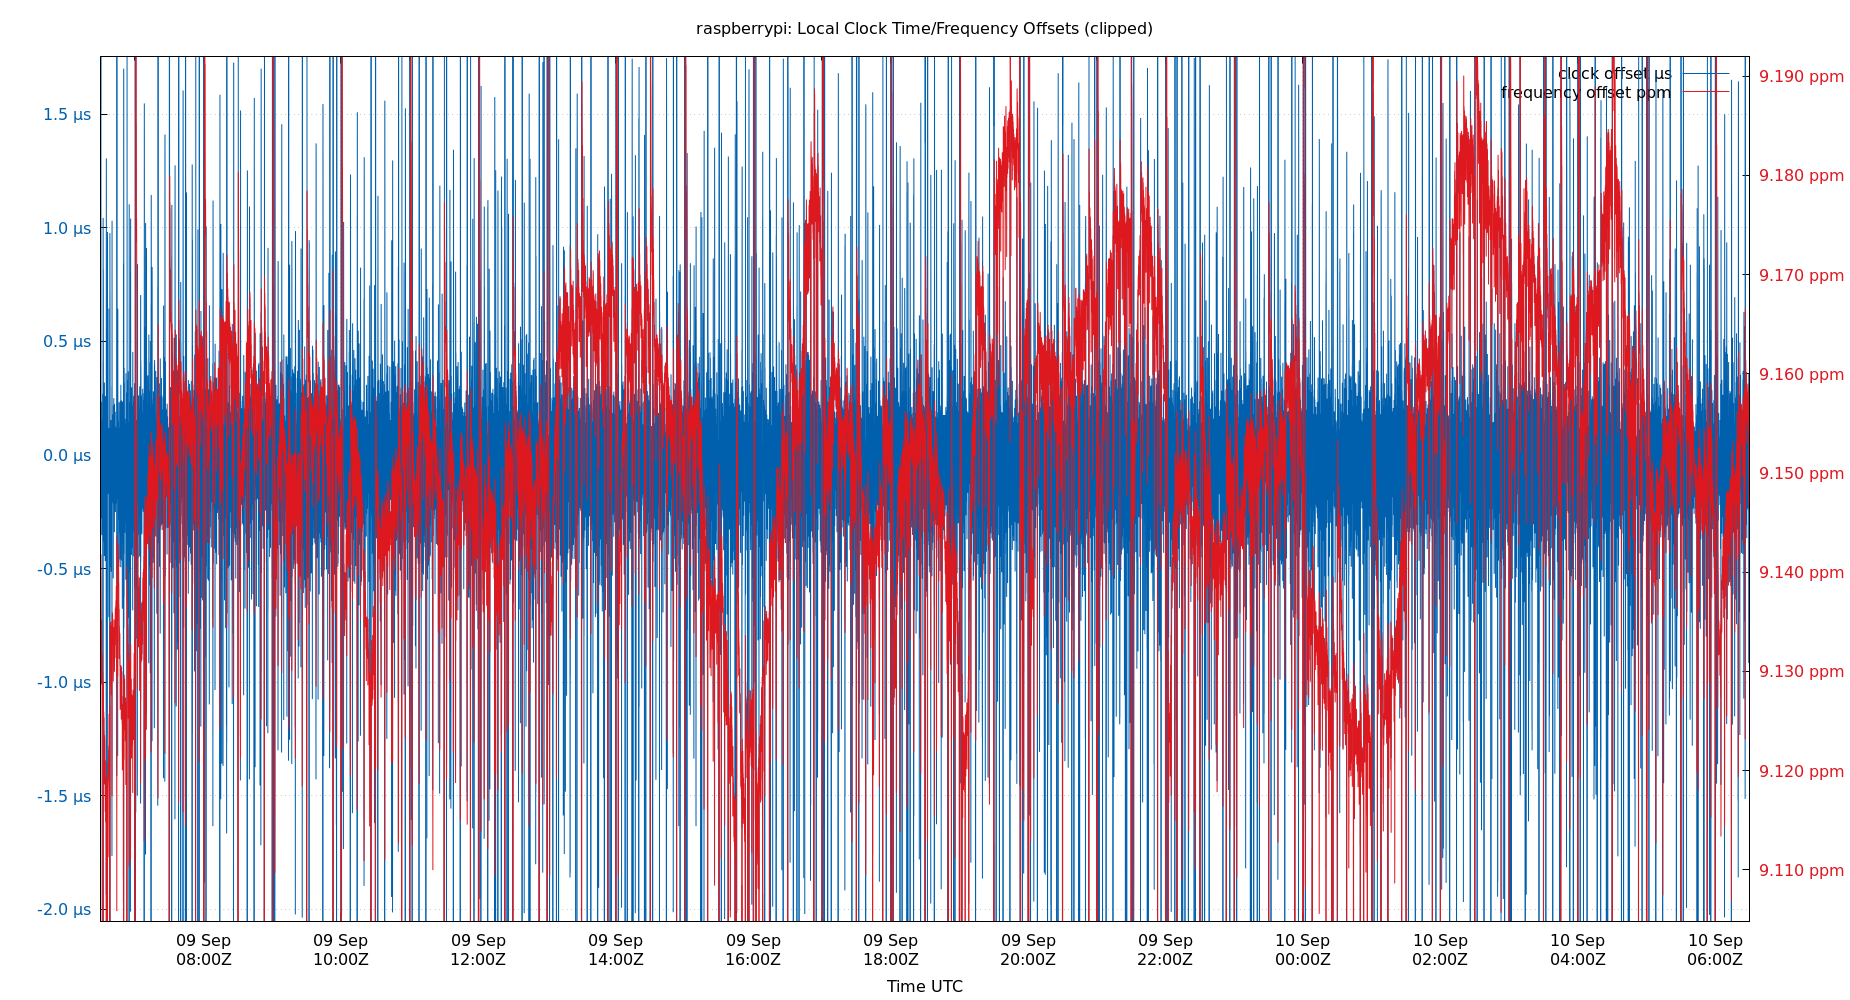 raspberrypi: Local Clock Time/Frequency Offsets (clipped)
clock offset µs
frequency offset ppm
1.5 µs
1.0 µs
0.5 µs
0.0 µs
-0.5 µs
-1.0 µs
-1.5 µs
-2.0 µs
9.190 ppm
9.180 ppm
9.170 ppm
9.160 ppm
9.150 ppm
9.140 ppm
9.130 ppm
9.120 ppm
9.110 ppm
09 Sep 09 Sep 09 Sep 09 Sep 09 Sep 09 Sep 09 Sep 09 Sep 10 Sep 10 Sep 10 Sep 10 Sep
08:00Z 10:00Z 12:00Z 14:00Z 16:00Z 18:00Z 20:00Z 22:00Z 00:00Z 02:00Z 04:00Z 06:00Z
Time UTC